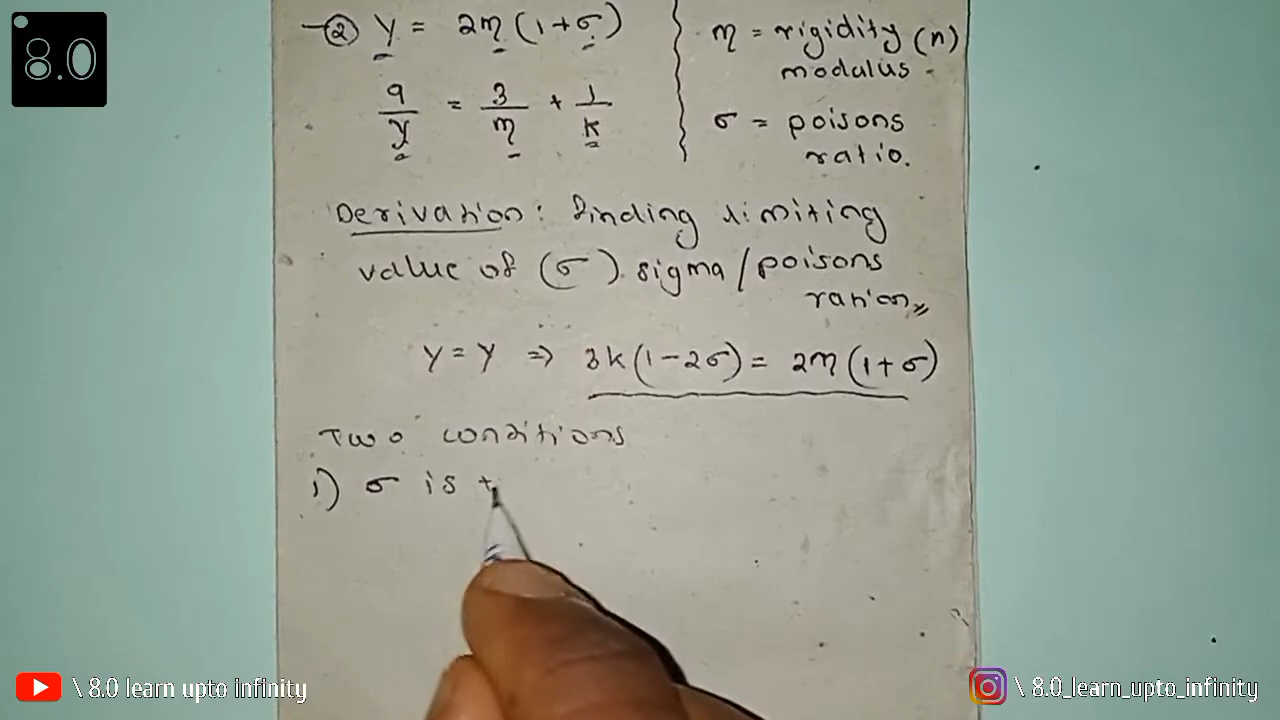 8.0
② Y = 2η(1+σ)
9/Y = 3/η + 1/K
η = rigidity (n)
modalus
σ = poisons
ratio.
Derivation: finding limiting
value of (σ) sigma/poisons
ration
Y = Y ⇒ 3K(1-2σ) = 2η(1+σ)
Two conditions
1) σ is +
\ 8.0 learn upto infinity
\ 8.0_learn_upto_infinity